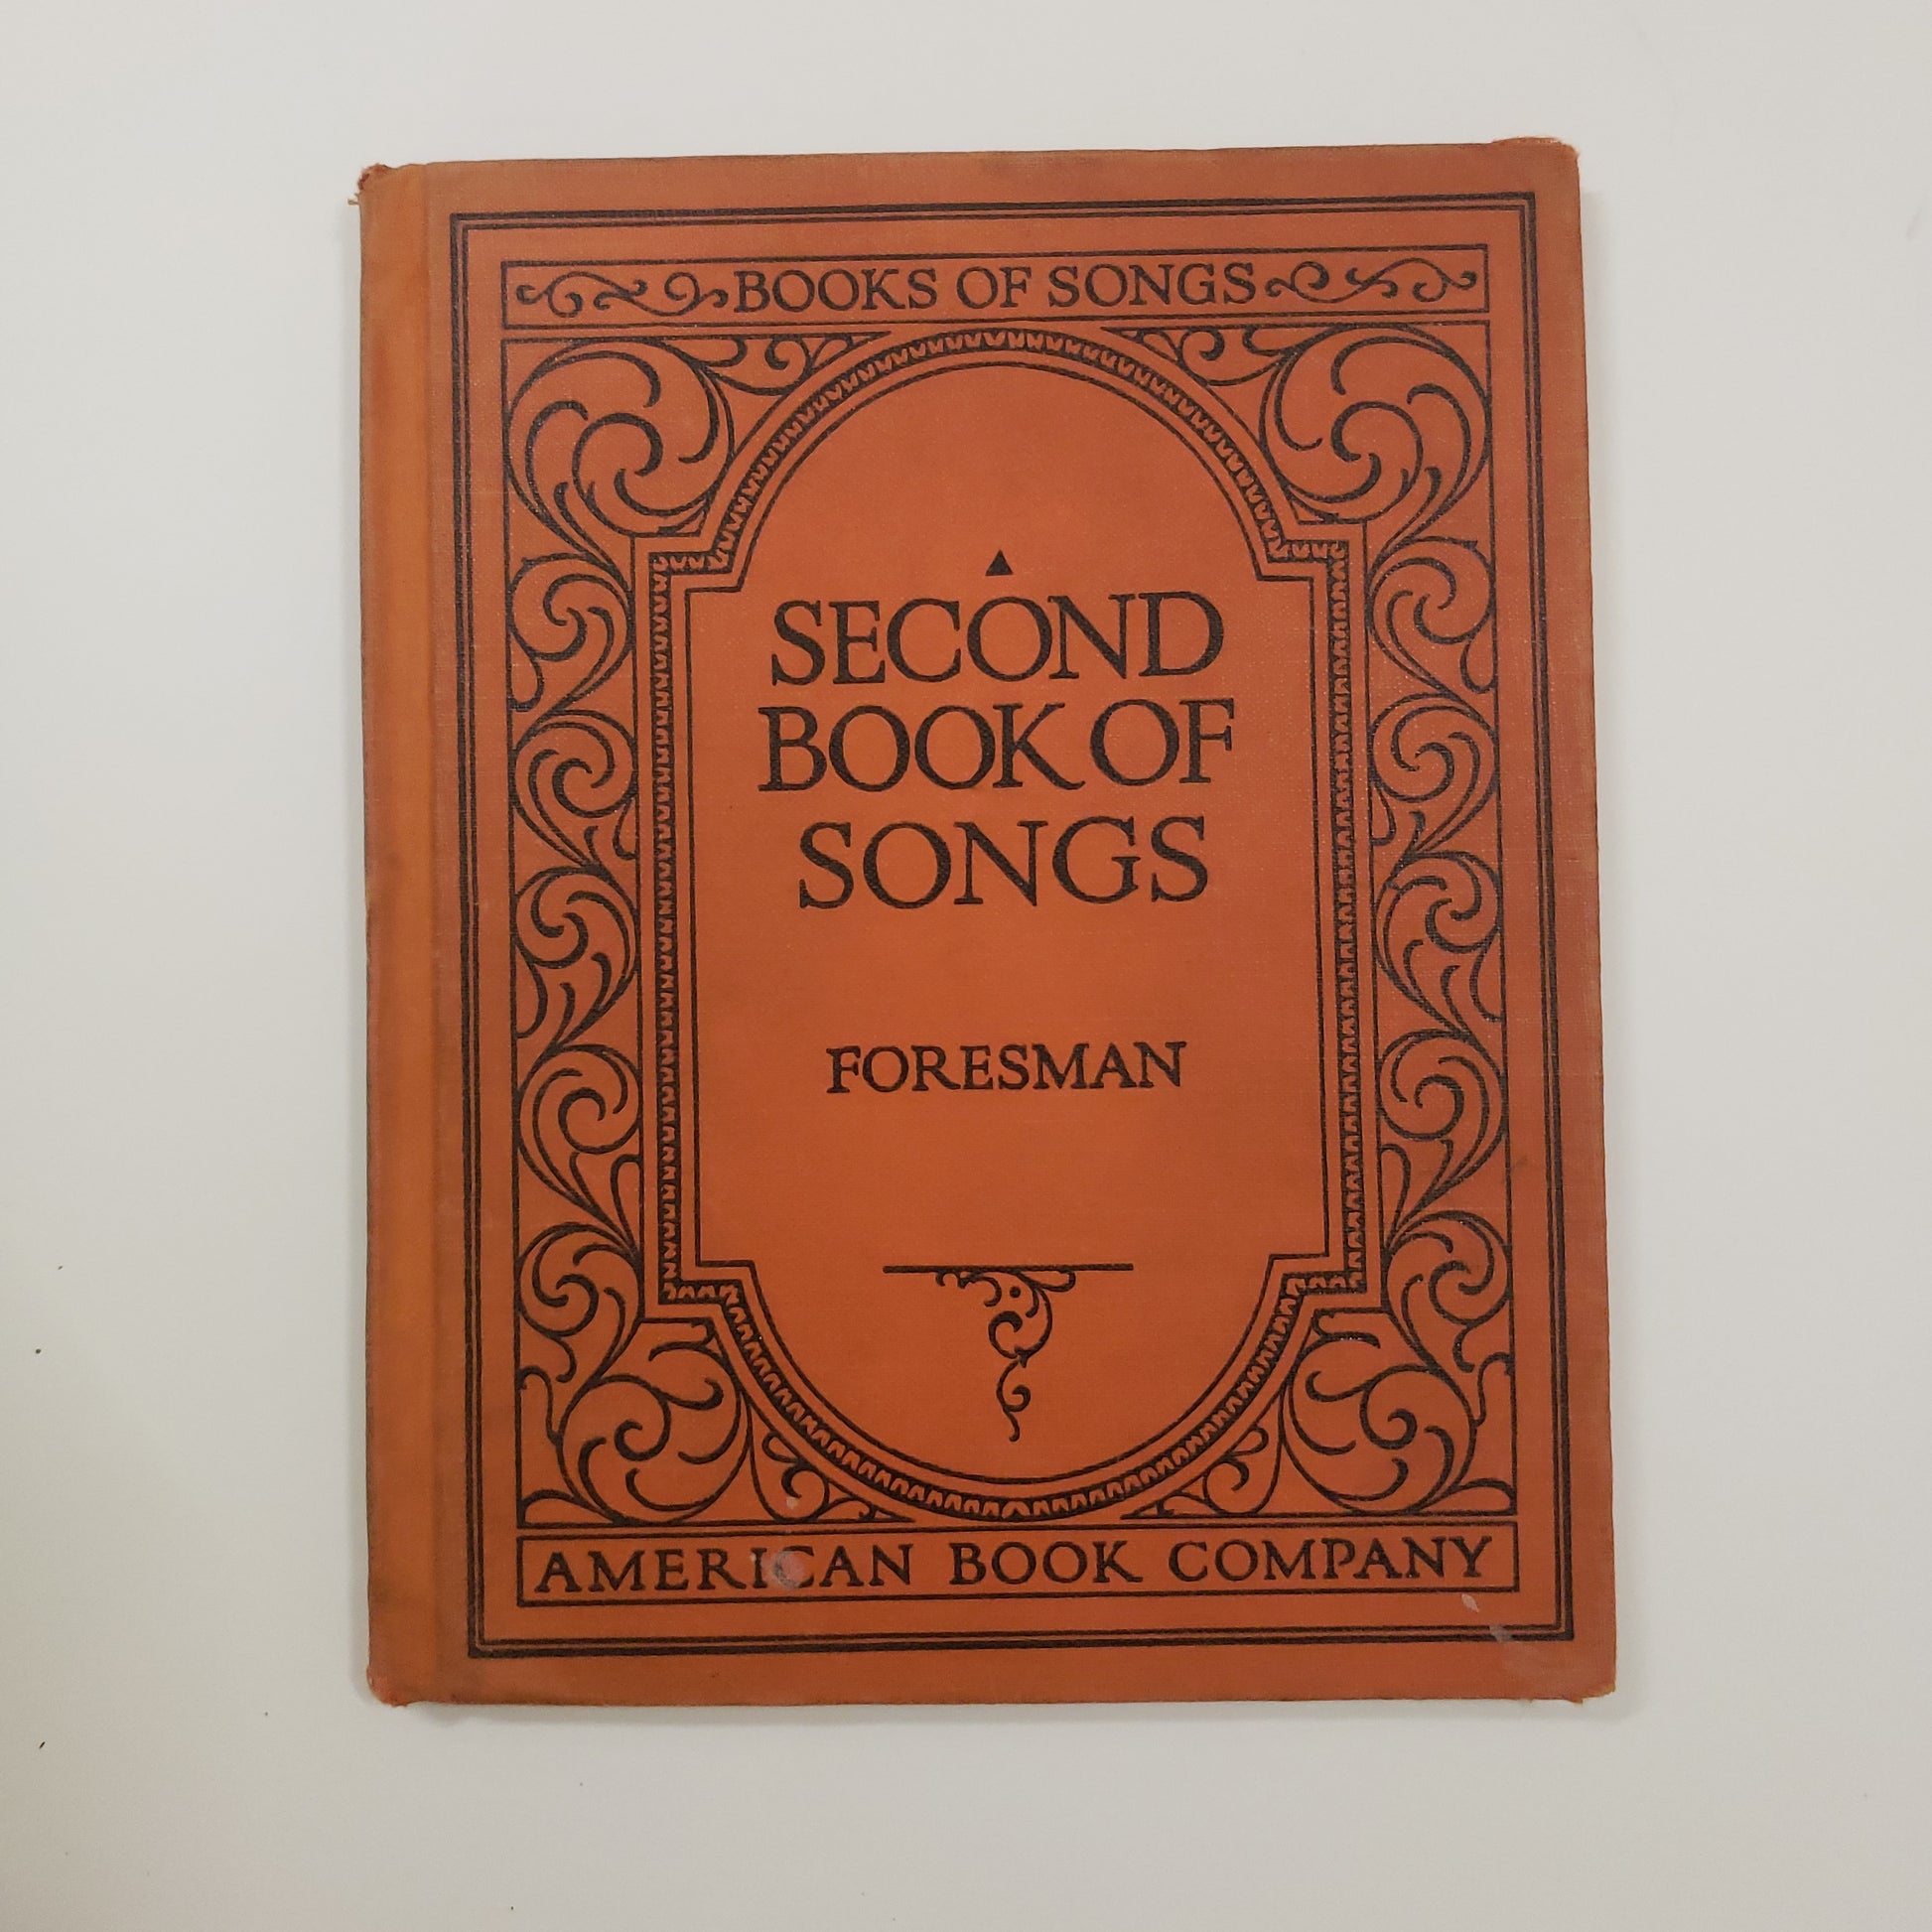 BOOKS OF SONGS
SECOND
BOOK OF
SONGS
FORESMAN
AMERICAN BOOK COMPANY